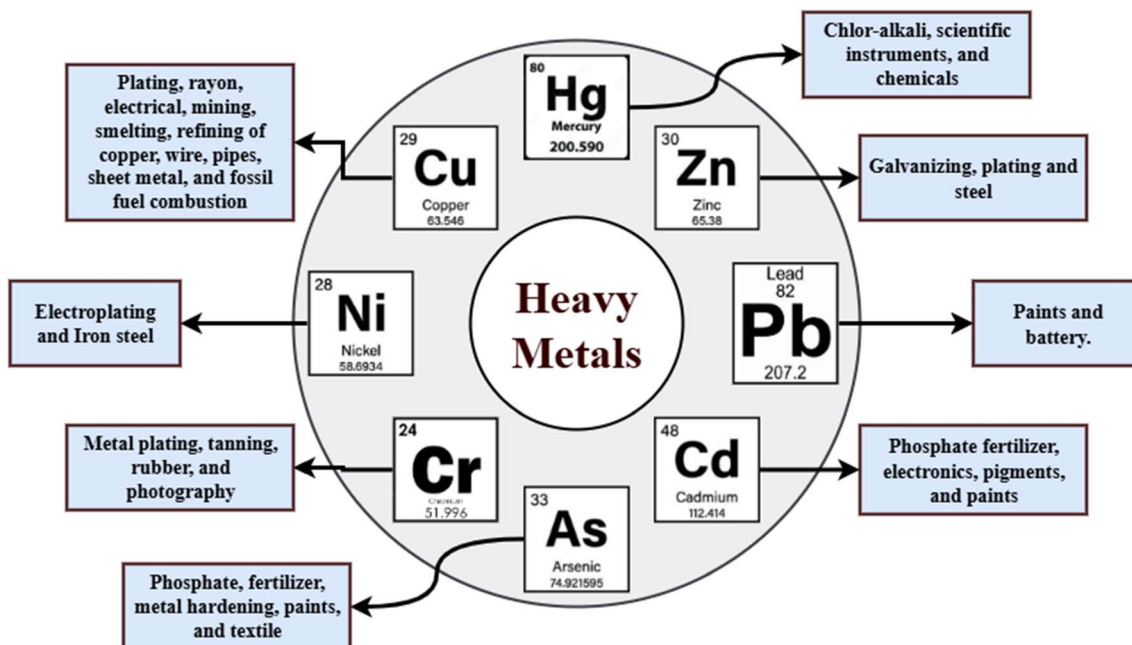 Chlor-alkali, scientific
instruments, and
chemicals
Plating, rayon,
electrical, mining,
smelting, refining of
copper, wire, pipes,
sheet metal, and fossil
fuel combustion
80
Hg
Mercury
200.590
29
Cu
Copper
63.546
30
Zn
Zinc
65.38
Galvanizing, plating and
steel
Electroplating
and Iron steel
28
Ni
Nickel
58.6934
Heavy
Metals
Lead
82
Pb
207.2
Paints and
battery.
Metal plating, tanning,
rubber, and
photography
24
Cr
Chromium
51.996
48
Cd
Cadmium
112.414
Phosphate fertilizer,
electronics, pigments,
and paints
33
As
Arsenic
74.921595
Phosphate, fertilizer,
metal hardening, paints,
and textile